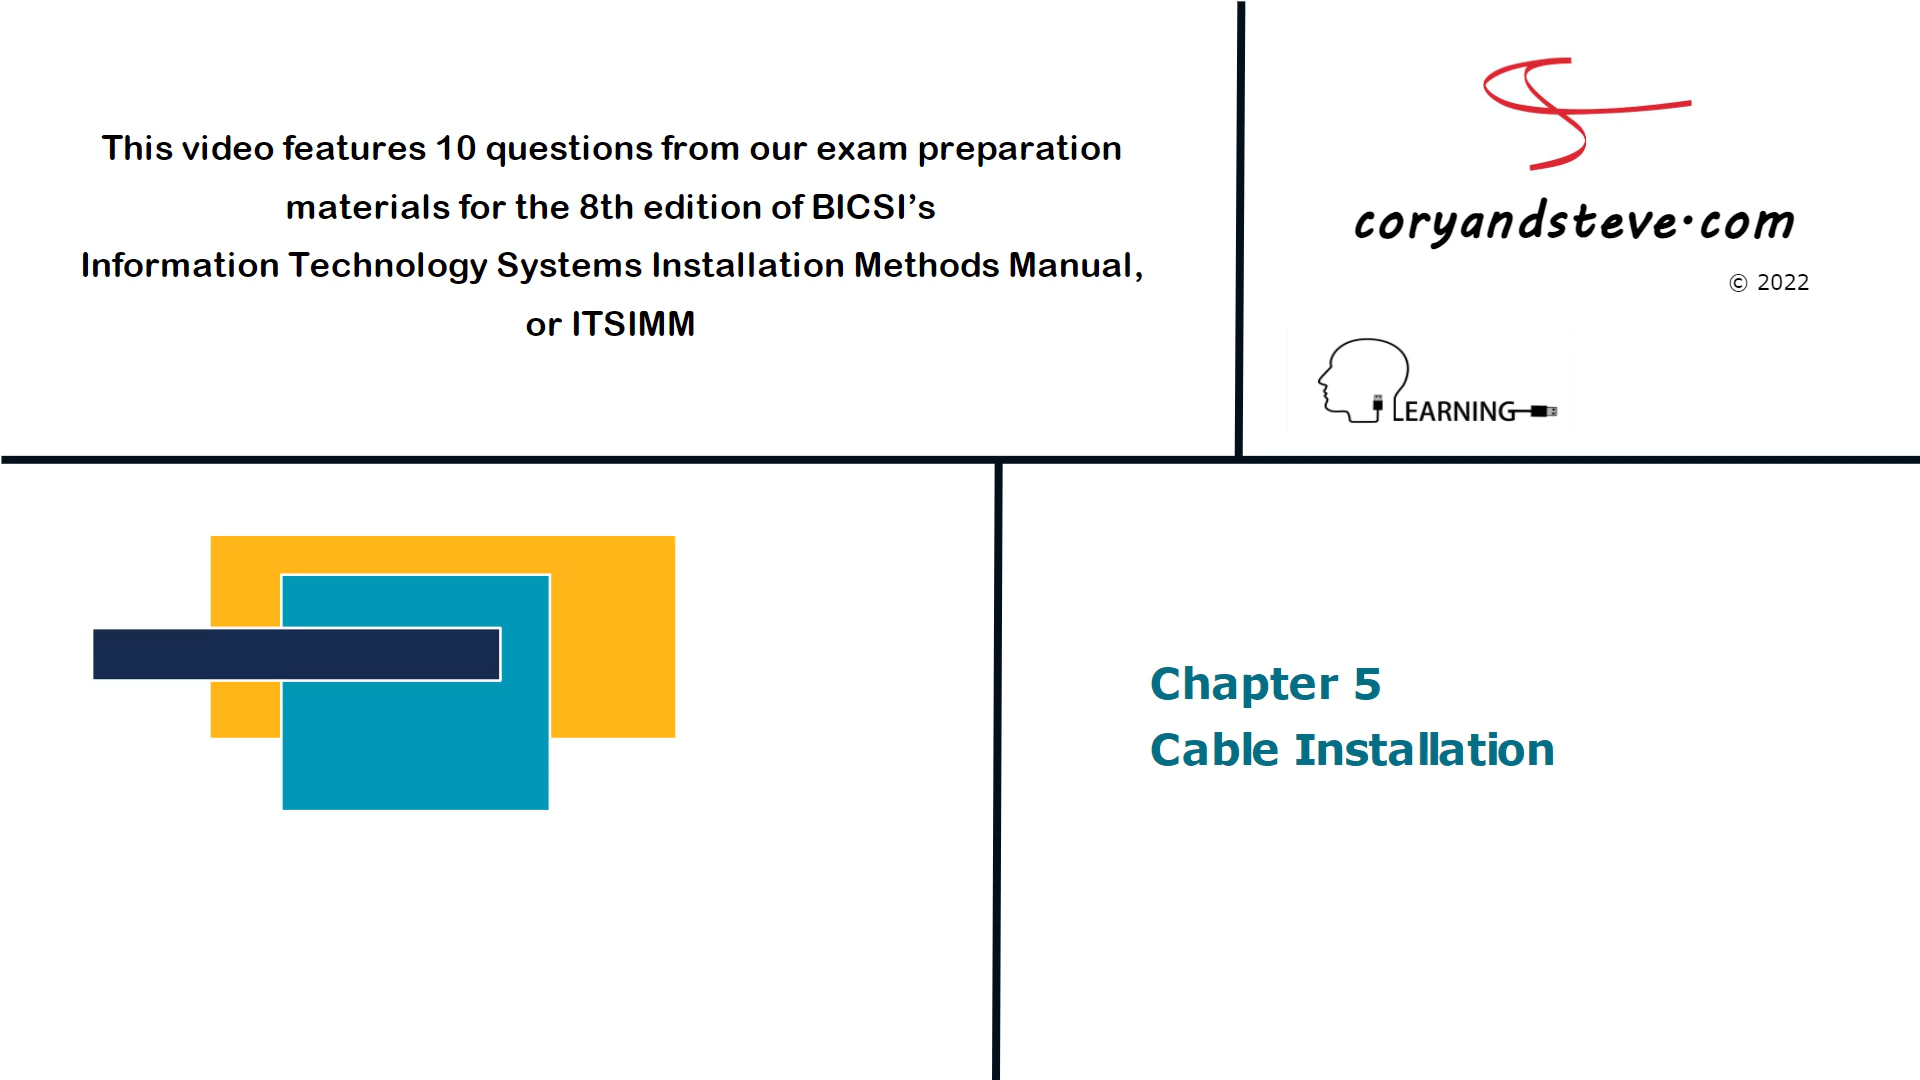 This video features 10 questions from our exam preparation
materials for the 8th edition of BICSI’s
Information Technology Systems Installation Methods Manual,
or ITSIMM
coryandsteve.com
© 2022
LEARNING
Chapter 5
Cable Installation